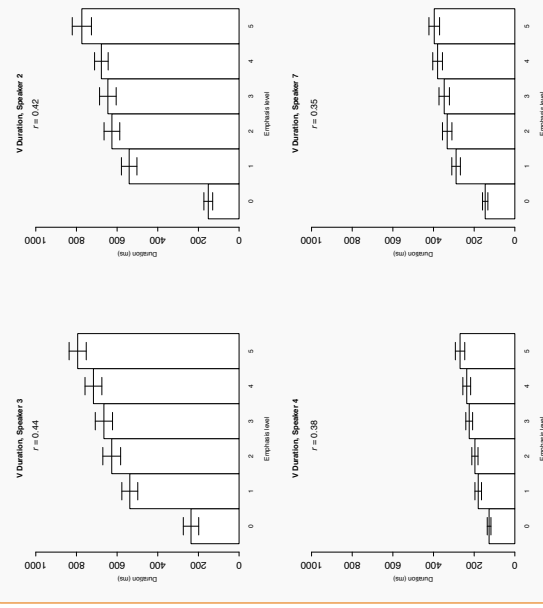 V Duration, Speaker 3
r = 0.44
Duration (ms)
1000
800
600
400
200
0
0 1 2 3 4 5
Emphasis level
V Duration, Speaker 2
r = 0.42
Duration (ms)
1000
800
600
400
200
0
0 1 2 3 4 5
Emphasis level
V Duration, Speaker 4
r = 0.38
Duration (ms)
1000
800
600
400
200
0
0 1 2 3 4 5
Emphasis level
V Duration, Speaker 7
r = 0.35
Duration (ms)
1000
800
600
400
200
0
0 1 2 3 4 5
Emphasis level